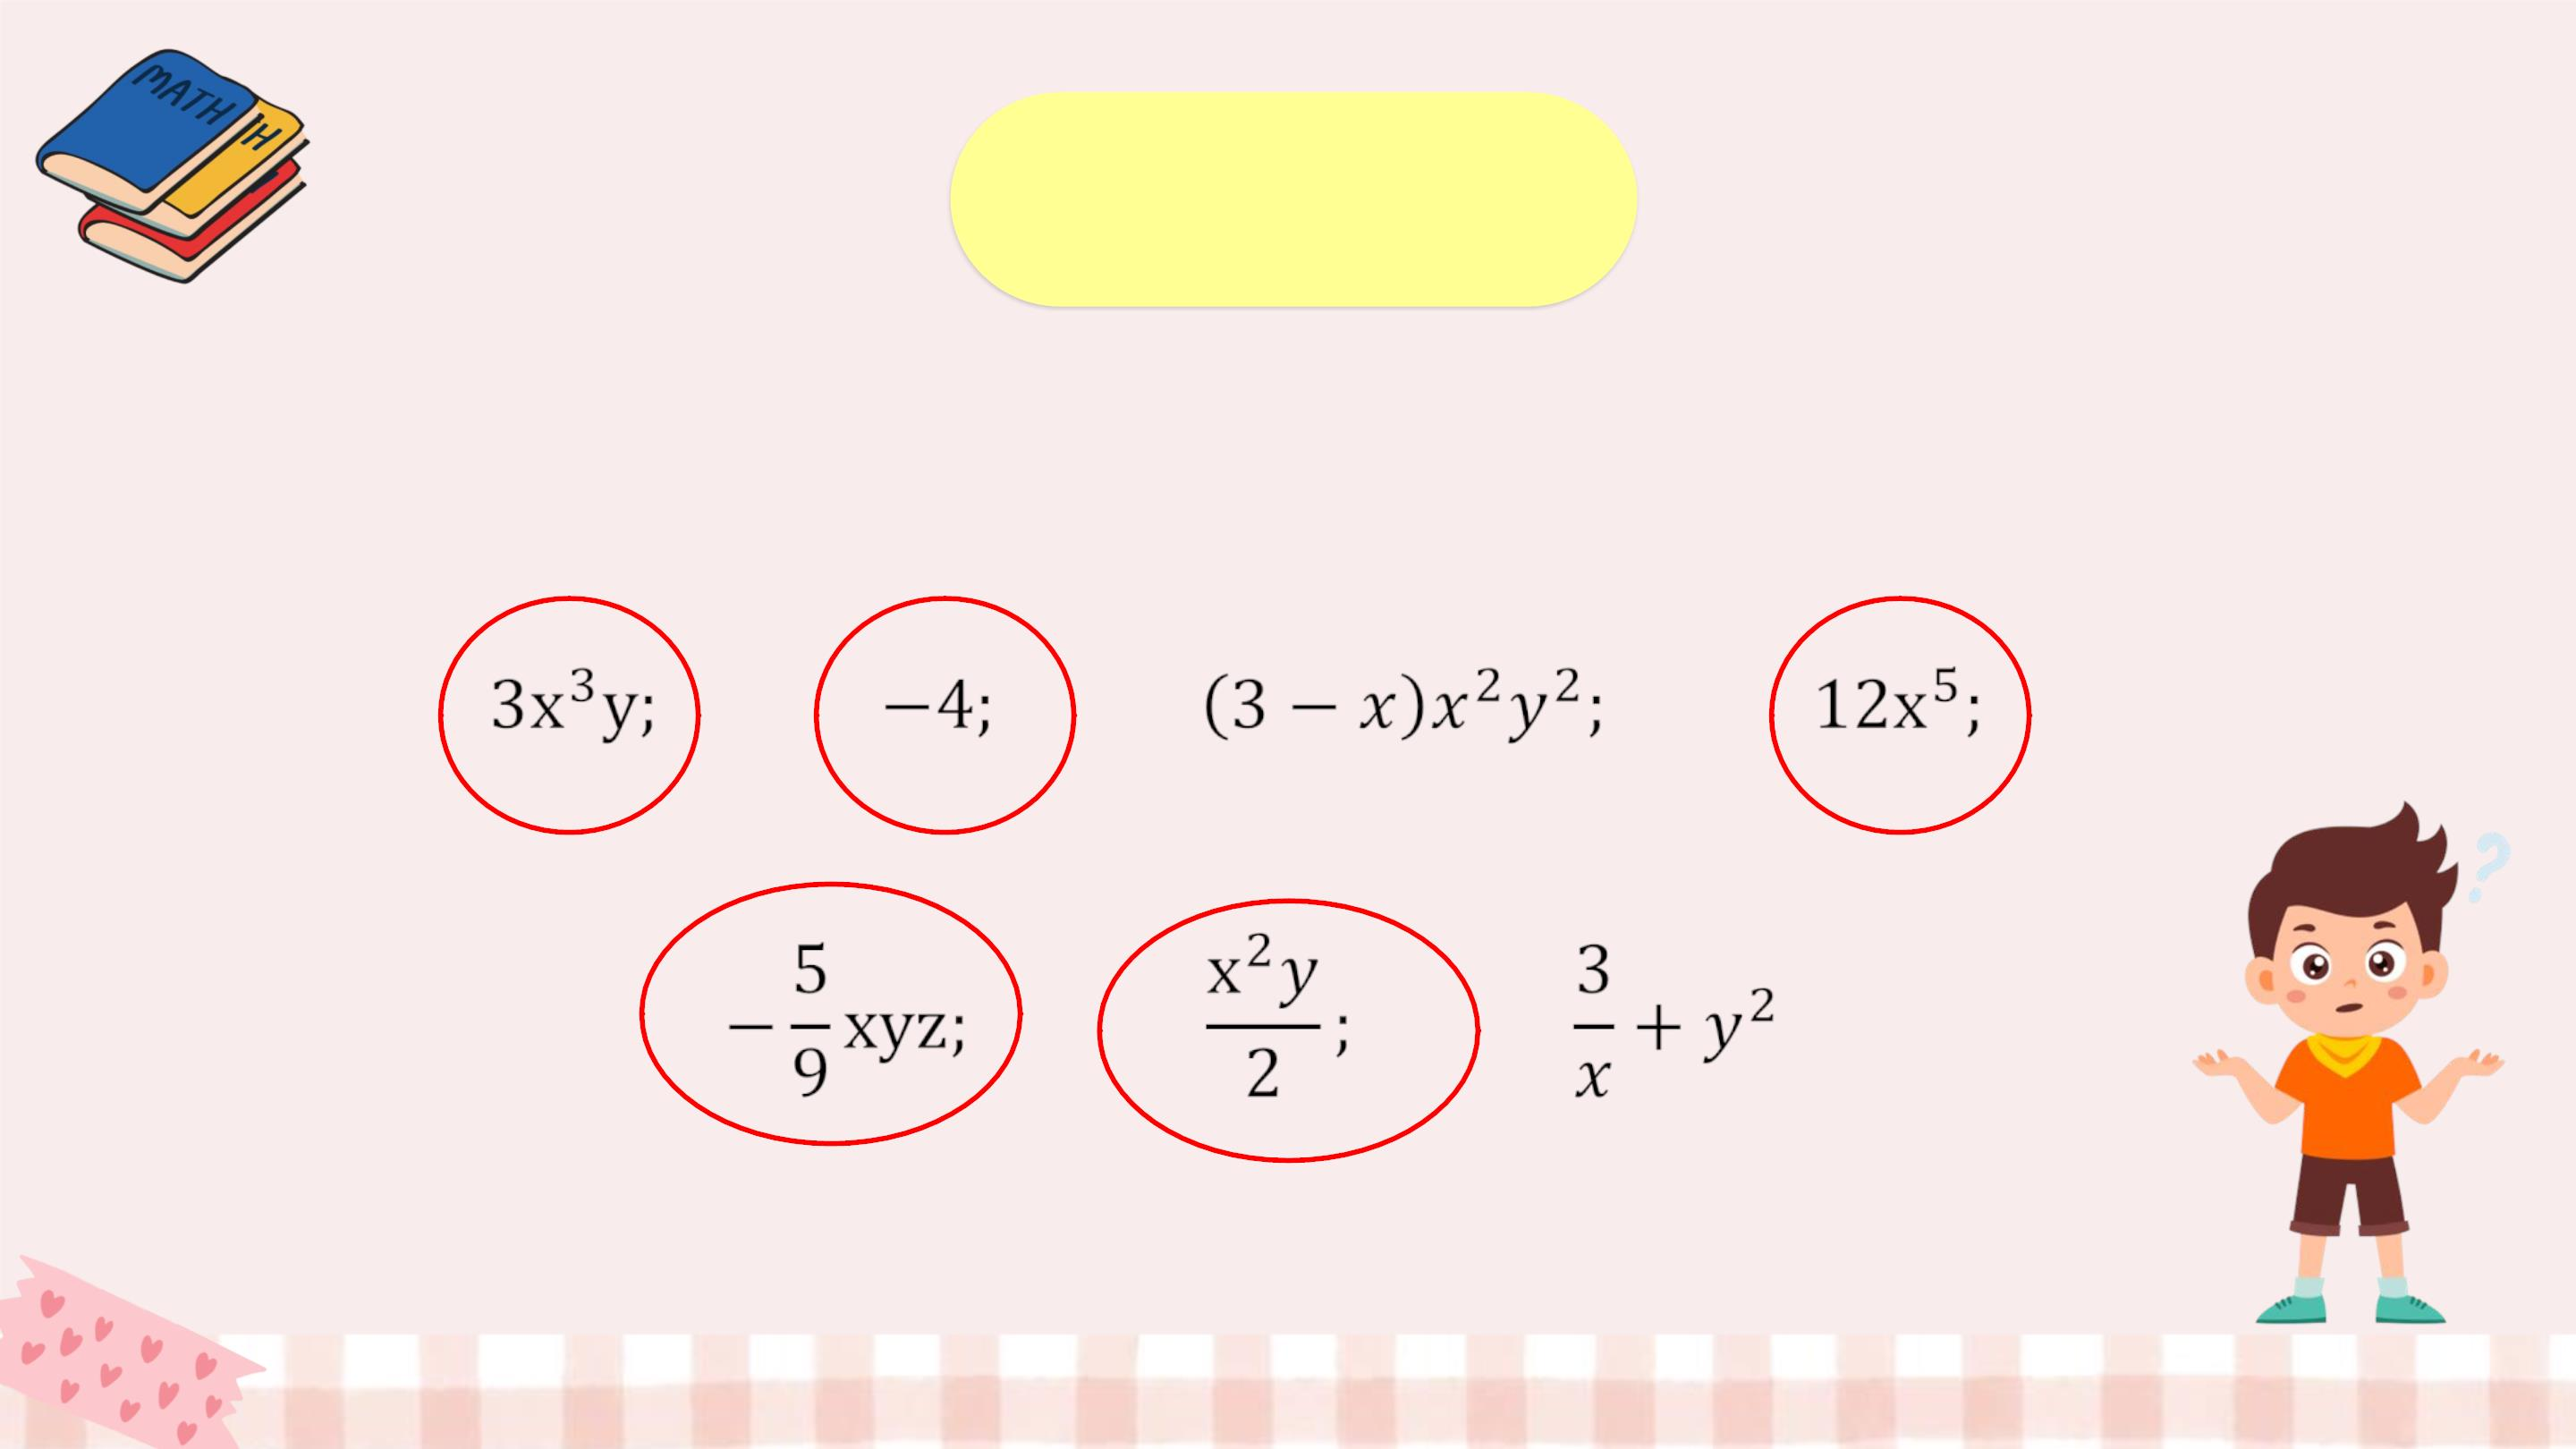 MATH
H
3x³y; −4; (3 − x)x²y²; 12x⁵;
−5/9 xyz; x²y/2; 3/x + y²
?